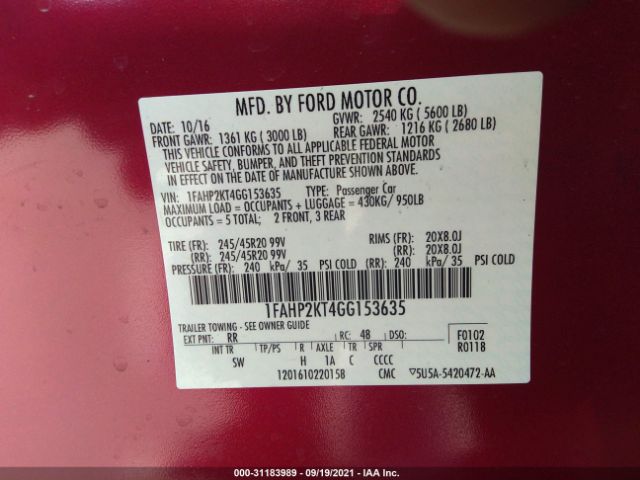 MFD. BY FORD MOTOR CO.
DATE: 10/16 GVWR: 2540 KG ( 5600 LB)
FRONT GAWR: 1361 KG ( 3000 LB) REAR GAWR: 1216 KG ( 2680 LB)
THIS VEHICLE CONFORMS TO ALL APPLICABLE FEDERAL MOTOR
VEHICLE SAFETY, BUMPER, AND THEFT PREVENTION STANDARDS
IN EFFECT ON THE DATE OF MANUFACTURE SHOWN ABOVE.
VIN: 1FAHP2KT4GG153635 TYPE: Passenger Car
MAXIMUM LOAD = OCCUPANTS + LUGGAGE = 430KG/ 950LB
OCCUPANTS = 5 TOTAL; 2 FRONT, 3 REAR
TIRE (FR): 245/45R20 99V RIMS (FR): 20X8.0J
(RR): 245/45R20 99V (RR): 20X8.0J
PRESSURE (FR): 240 kPa/ 35 PSI COLD (RR): 240 kPa/ 35 PSI COLD
1FAHP2KT4GG153635
TRAILER TOWING - SEE OWNER GUIDE
EXT PNT: RR RC: 48 DSO: F0102
INT TR TP/PS R AXLE TR SPR R0118
SW H 1A C CCCC
1201610220158 CMC ▽5U5A-5420472-AA
000-31183989 - 09/19/2021 - IAA Inc.